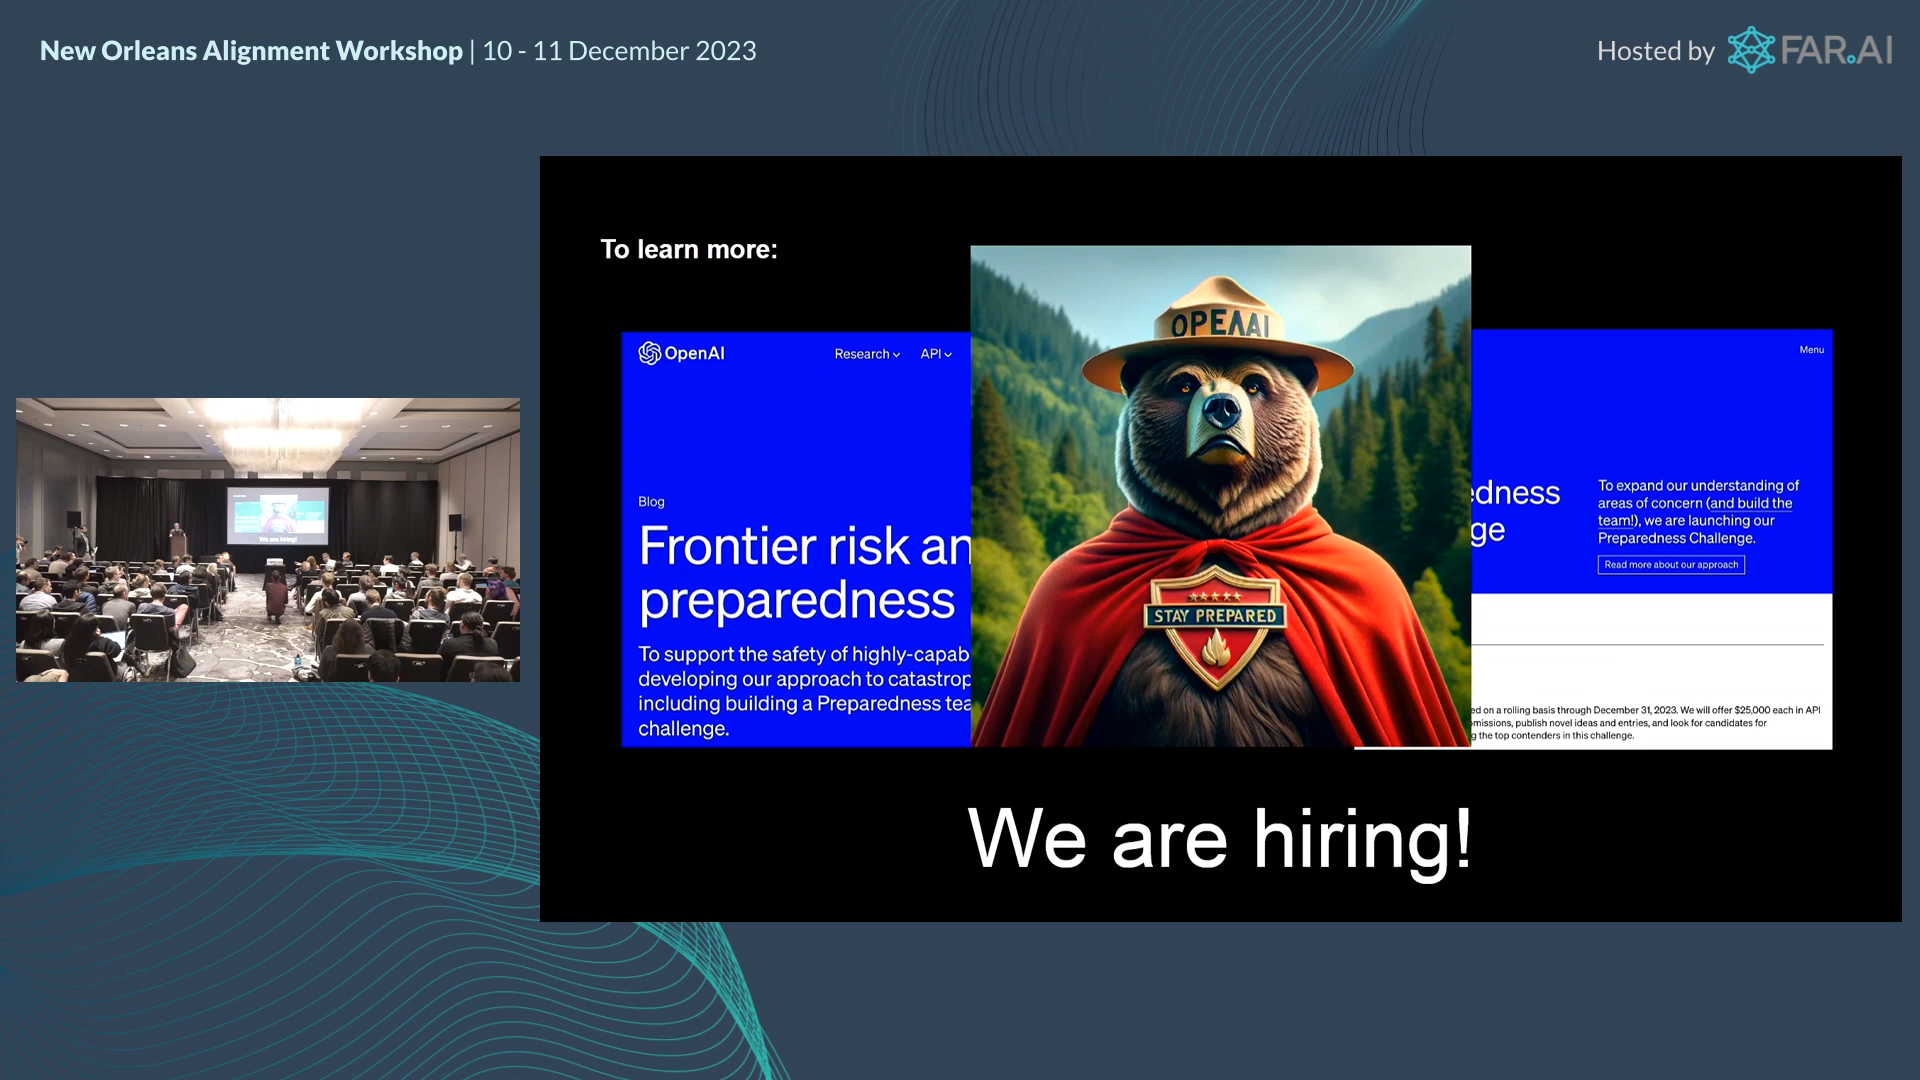 New Orleans Alignment Workshop | 10 - 11 December 2023
Hosted by FAR.AI
To learn more:
OPEΛAI
OpenAI
Research
API
Menu
Blog
Frontier risk an
preparedness
To support the safety of highly-capab
developing our approach to catastrop
including building a Preparedness tea
challenge.
STAY PREPARED
edness
ge
To expand our understanding of
areas of concern (and build the
team!), we are launching our
Preparedness Challenge.
Read more about our approach
ed on a rolling basis through December 31, 2023. We will offer $25,000 each in API
missions, publish novel ideas and entries, and look for candidates for
g the top contenders in this challenge.
We are hiring!
We are hiring!